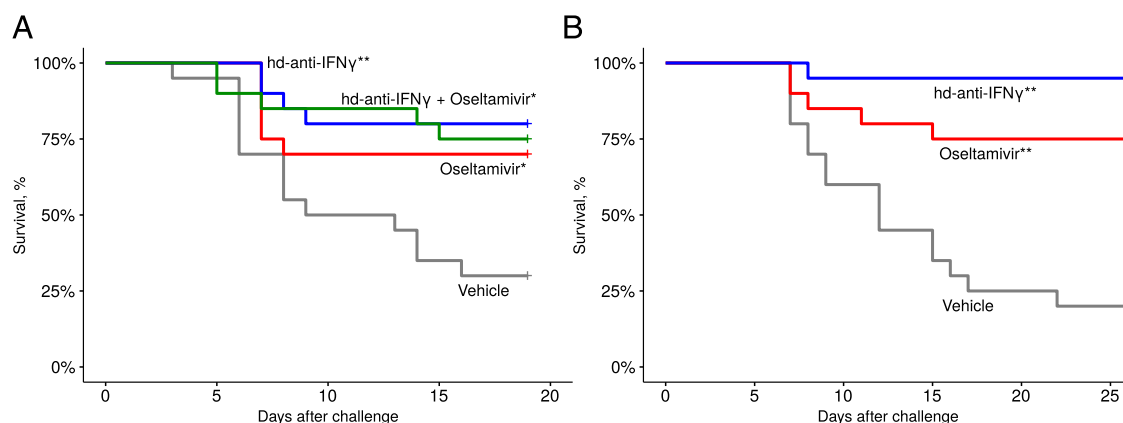 A
100%
75%
50%
25%
0%
Survival, %
hd-anti-IFNγ**
hd-anti-IFNγ + Oseltamivir*
Oseltamivir*
Vehicle
0 5 10 15 20
Days after challenge
B
100%
75%
50%
25%
0%
Survival, %
hd-anti-IFNγ**
Oseltamivir**
Vehicle
0 5 10 15 20 25
Days after challenge